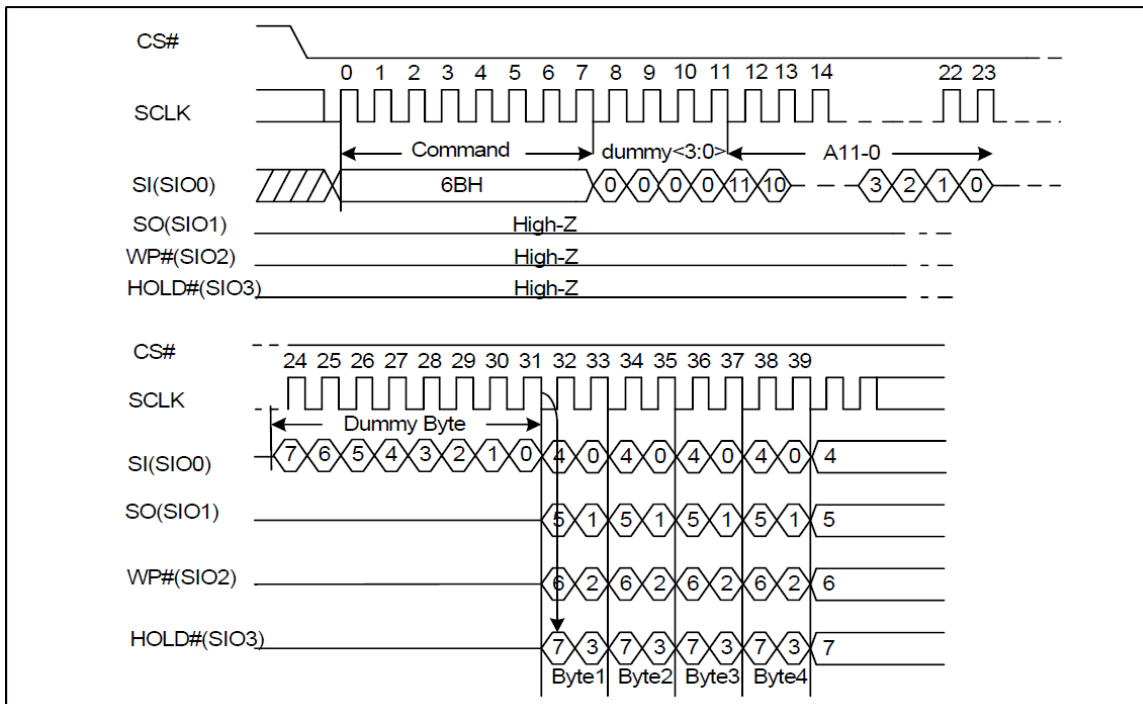 CS#
0 1 2 3 4 5 6 7 8 9 10 11 12 13 14 22 23
SCLK
Command dummy<3:0> A11-0
SI(SIO0) 6BH 0 0 0 0 11 10 3 2 1 0
SO(SIO1) High-Z
WP#(SIO2) High-Z
HOLD#(SIO3) High-Z
CS#
24 25 26 27 28 29 30 31 32 33 34 35 36 37 38 39
SCLK
Dummy Byte
SI(SIO0) 7 6 5 4 3 2 1 0 4 0 4 0 4 0 4 0 4
SO(SIO1) 5 1 5 1 5 1 5 1 5
WP#(SIO2) 6 2 6 2 6 2 6 2 6
HOLD#(SIO3) 7 3 7 3 7 3 7 3 7
Byte1 Byte2 Byte3 Byte4